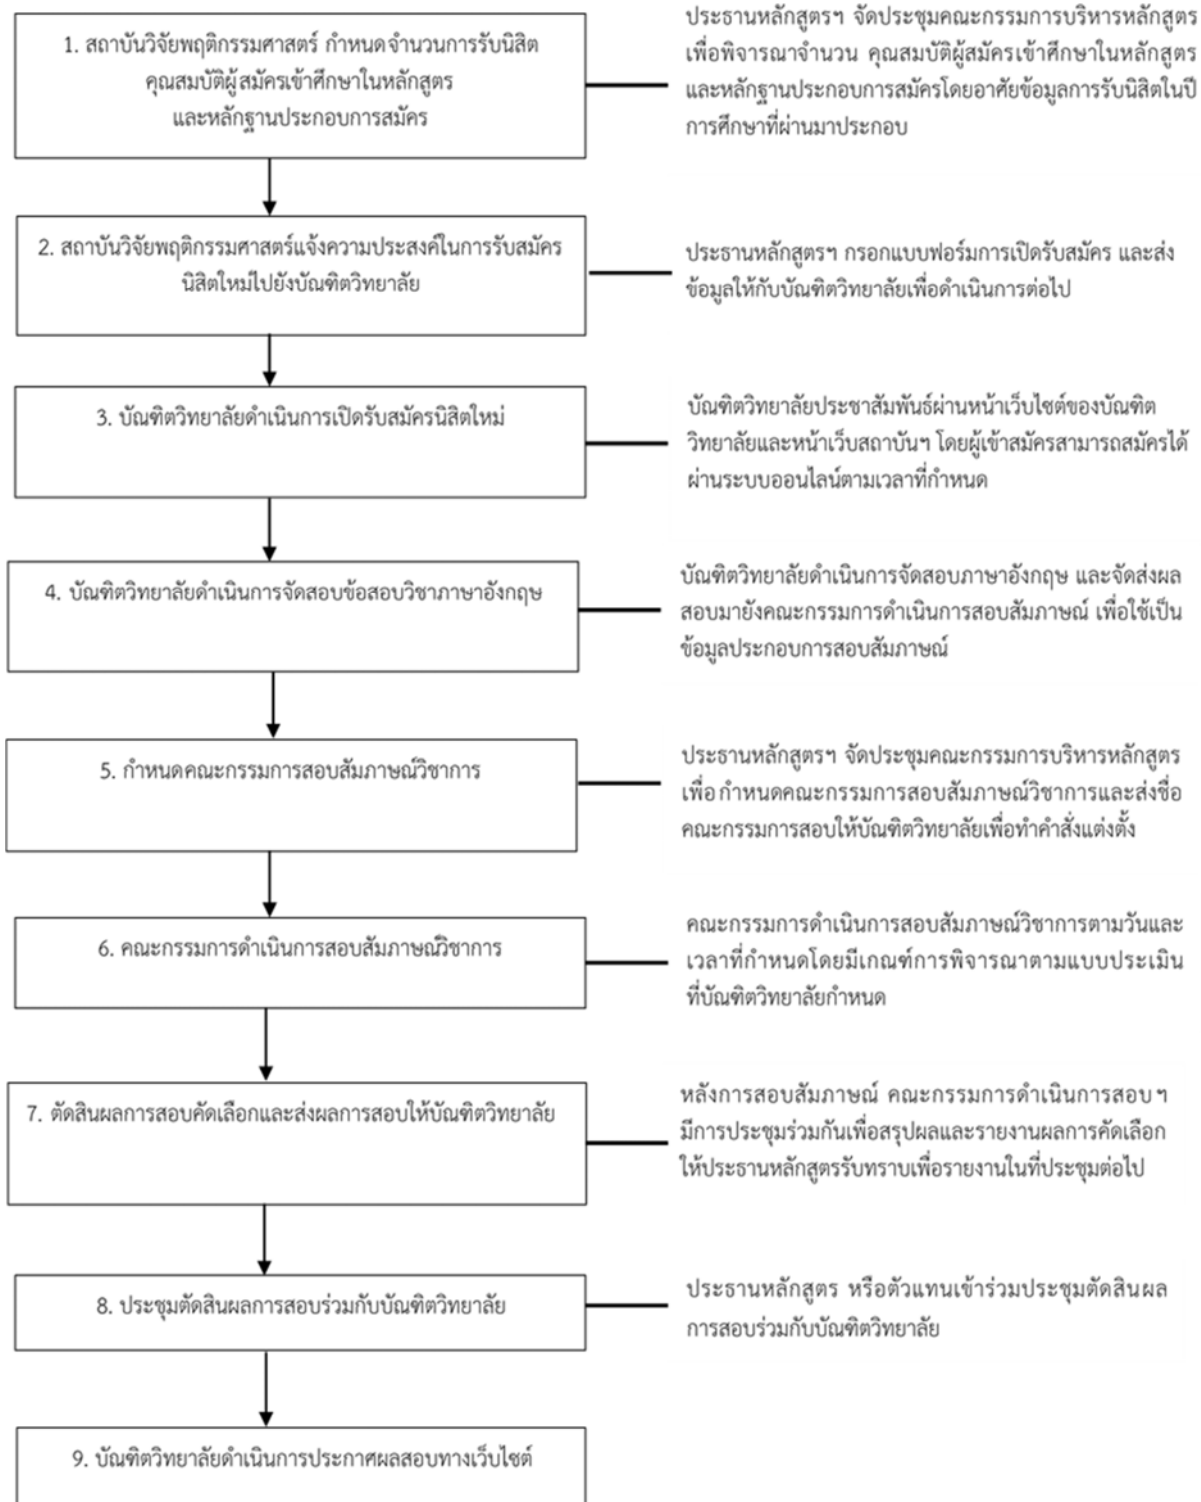 1. สถาบันวิจัยพฤติกรรมศาสตร์ กำหนดจำนวนการรับนิสิต
คุณสมบัติผู้สมัครเข้าศึกษาในหลักสูตร
และหลักฐานประกอบการสมัคร
ประธานหลักสูตรฯ จัดประชุมคณะกรรมการบริหารหลักสูตร
เพื่อพิจารณาจำนวน คุณสมบัติผู้สมัครเข้าศึกษาในหลักสูตร
และหลักฐานประกอบการสมัครโดยอาศัยข้อมูลการรับนิสิตในปี
การศึกษาที่ผ่านมาประกอบ
2. สถาบันวิจัยพฤติกรรมศาสตร์แจ้งความประสงค์ในการรับสมัคร
นิสิตใหม่ไปยังบัณฑิตวิทยาลัย
ประธานหลักสูตรฯ กรอกแบบฟอร์มการเปิดรับสมัคร และส่ง
ข้อมูลให้กับบัณฑิตวิทยาลัยเพื่อดำเนินการต่อไป
3. บัณฑิตวิทยาลัยดำเนินการเปิดรับสมัครนิสิตใหม่
บัณฑิตวิทยาลัยประชาสัมพันธ์ผ่านหน้าเว็บไซต์ของบัณฑิต
วิทยาลัยและหน้าเว็บสถาบันฯ โดยผู้เข้าสมัครสามารถสมัครได้
ผ่านระบบออนไลน์ตามเวลาที่กำหนด
4. บัณฑิตวิทยาลัยดำเนินการจัดสอบข้อสอบวิชาภาษาอังกฤษ
บัณฑิตวิทยาลัยดำเนินการจัดสอบภาษาอังกฤษ และจัดส่งผล
สอบมายังคณะกรรมการดำเนินการสอบสัมภาษณ์ เพื่อใช้เป็น
ข้อมูลประกอบการสอบสัมภาษณ์
5. กำหนดคณะกรรมการสอบสัมภาษณ์วิชาการ
ประธานหลักสูตรฯ จัดประชุมคณะกรรมการบริหารหลักสูตร
เพื่อ กำหนดคณะกรรมการสอบสัมภาษณ์วิชาการและส่งชื่อ
คณะกรรมการสอบให้บัณฑิตวิทยาลัยเพื่อทำคำสั่งแต่งตั้ง
6. คณะกรรมการดำเนินการสอบสัมภาษณ์วิชาการ
คณะกรรมการดำเนินการสอบสัมภาษณ์วิชาการตามวันและ
เวลาที่กำหนดโดยมีเกณฑ์การพิจารณาตามแบบประเมิน
ที่บัณฑิตวิทยาลัยกำหนด
7. ตัดสินผลการสอบคัดเลือกและส่งผลการสอบให้บัณฑิตวิทยาลัย
หลังการสอบสัมภาษณ์ คณะกรรมการดำเนินการสอบฯ
มีการประชุมร่วมกันเพื่อสรุปผลและรายงานผลการคัดเลือก
ให้ประธานหลักสูตรรับทราบเพื่อรายงานในที่ประชุมต่อไป
8. ประชุมตัดสินผลการสอบร่วมกับบัณฑิตวิทยาลัย
ประธานหลักสูตร หรือตัวแทนเข้าร่วมประชุมตัดสินผล
การสอบร่วมกับบัณฑิตวิทยาลัย
9. บัณฑิตวิทยาลัยดำเนินการประกาศผลสอบทางเว็บไซต์